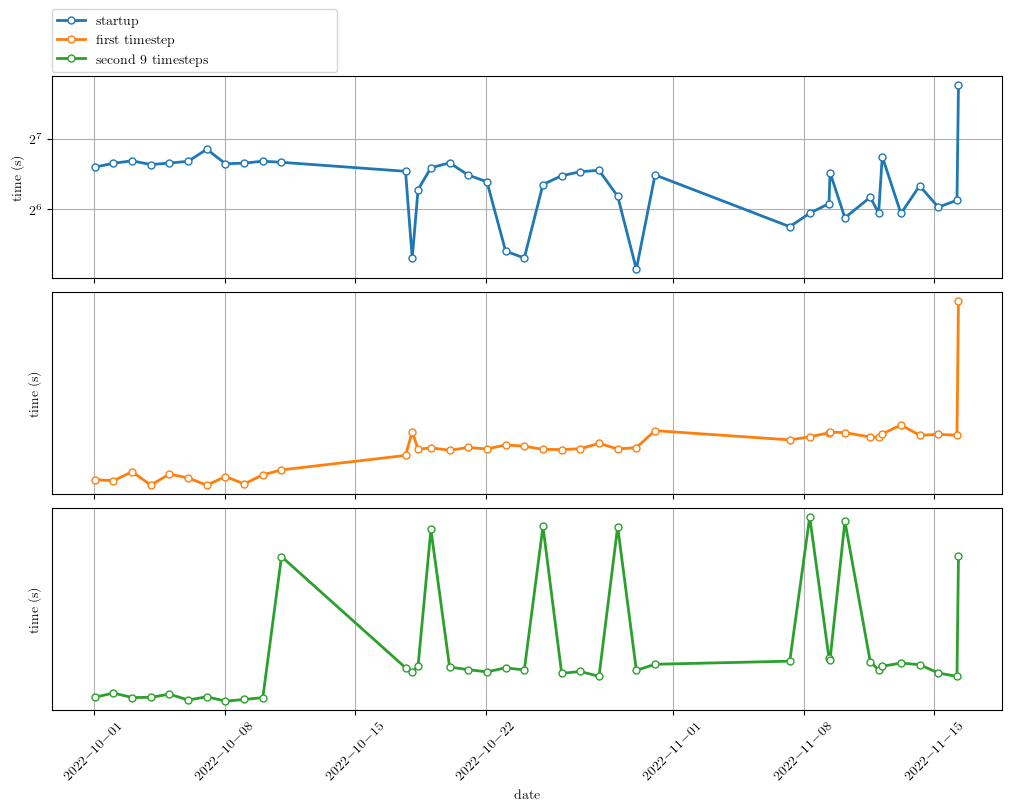 startup
first timestep
second 9 timesteps
2^7
2^6
time (s)
time (s)
time (s)
2022−10−01
2022−10−08
2022−10−15
2022−10−22
2022−11−01
2022−11−08
2022−11−15
date